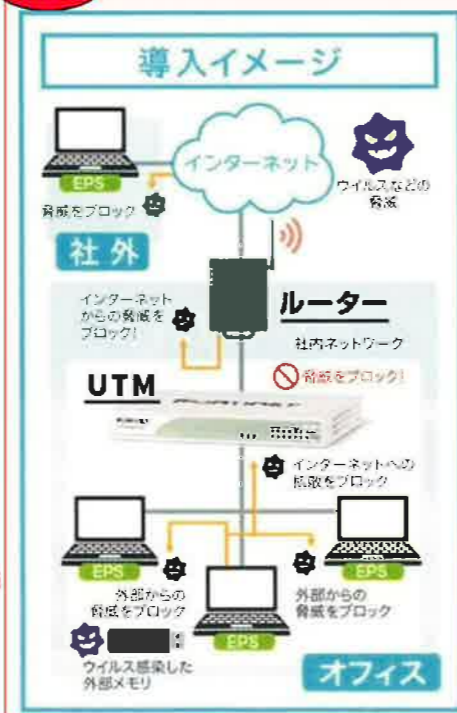 導入イメージ
インターネット
ウイルスなどの
脅威
EPS
脅威をブロック
社外
インターネット
からの脅威を
ブロック!
ルーター
社内ネットワーク
脅威をブロック!
UTM
インターネットへの
拡散をブロック
EPS
外部からの
脅威をブロック
EPS
外部からの
脅威をブロック
EPS
ウイルス感染した
外部メモリ
オフィス